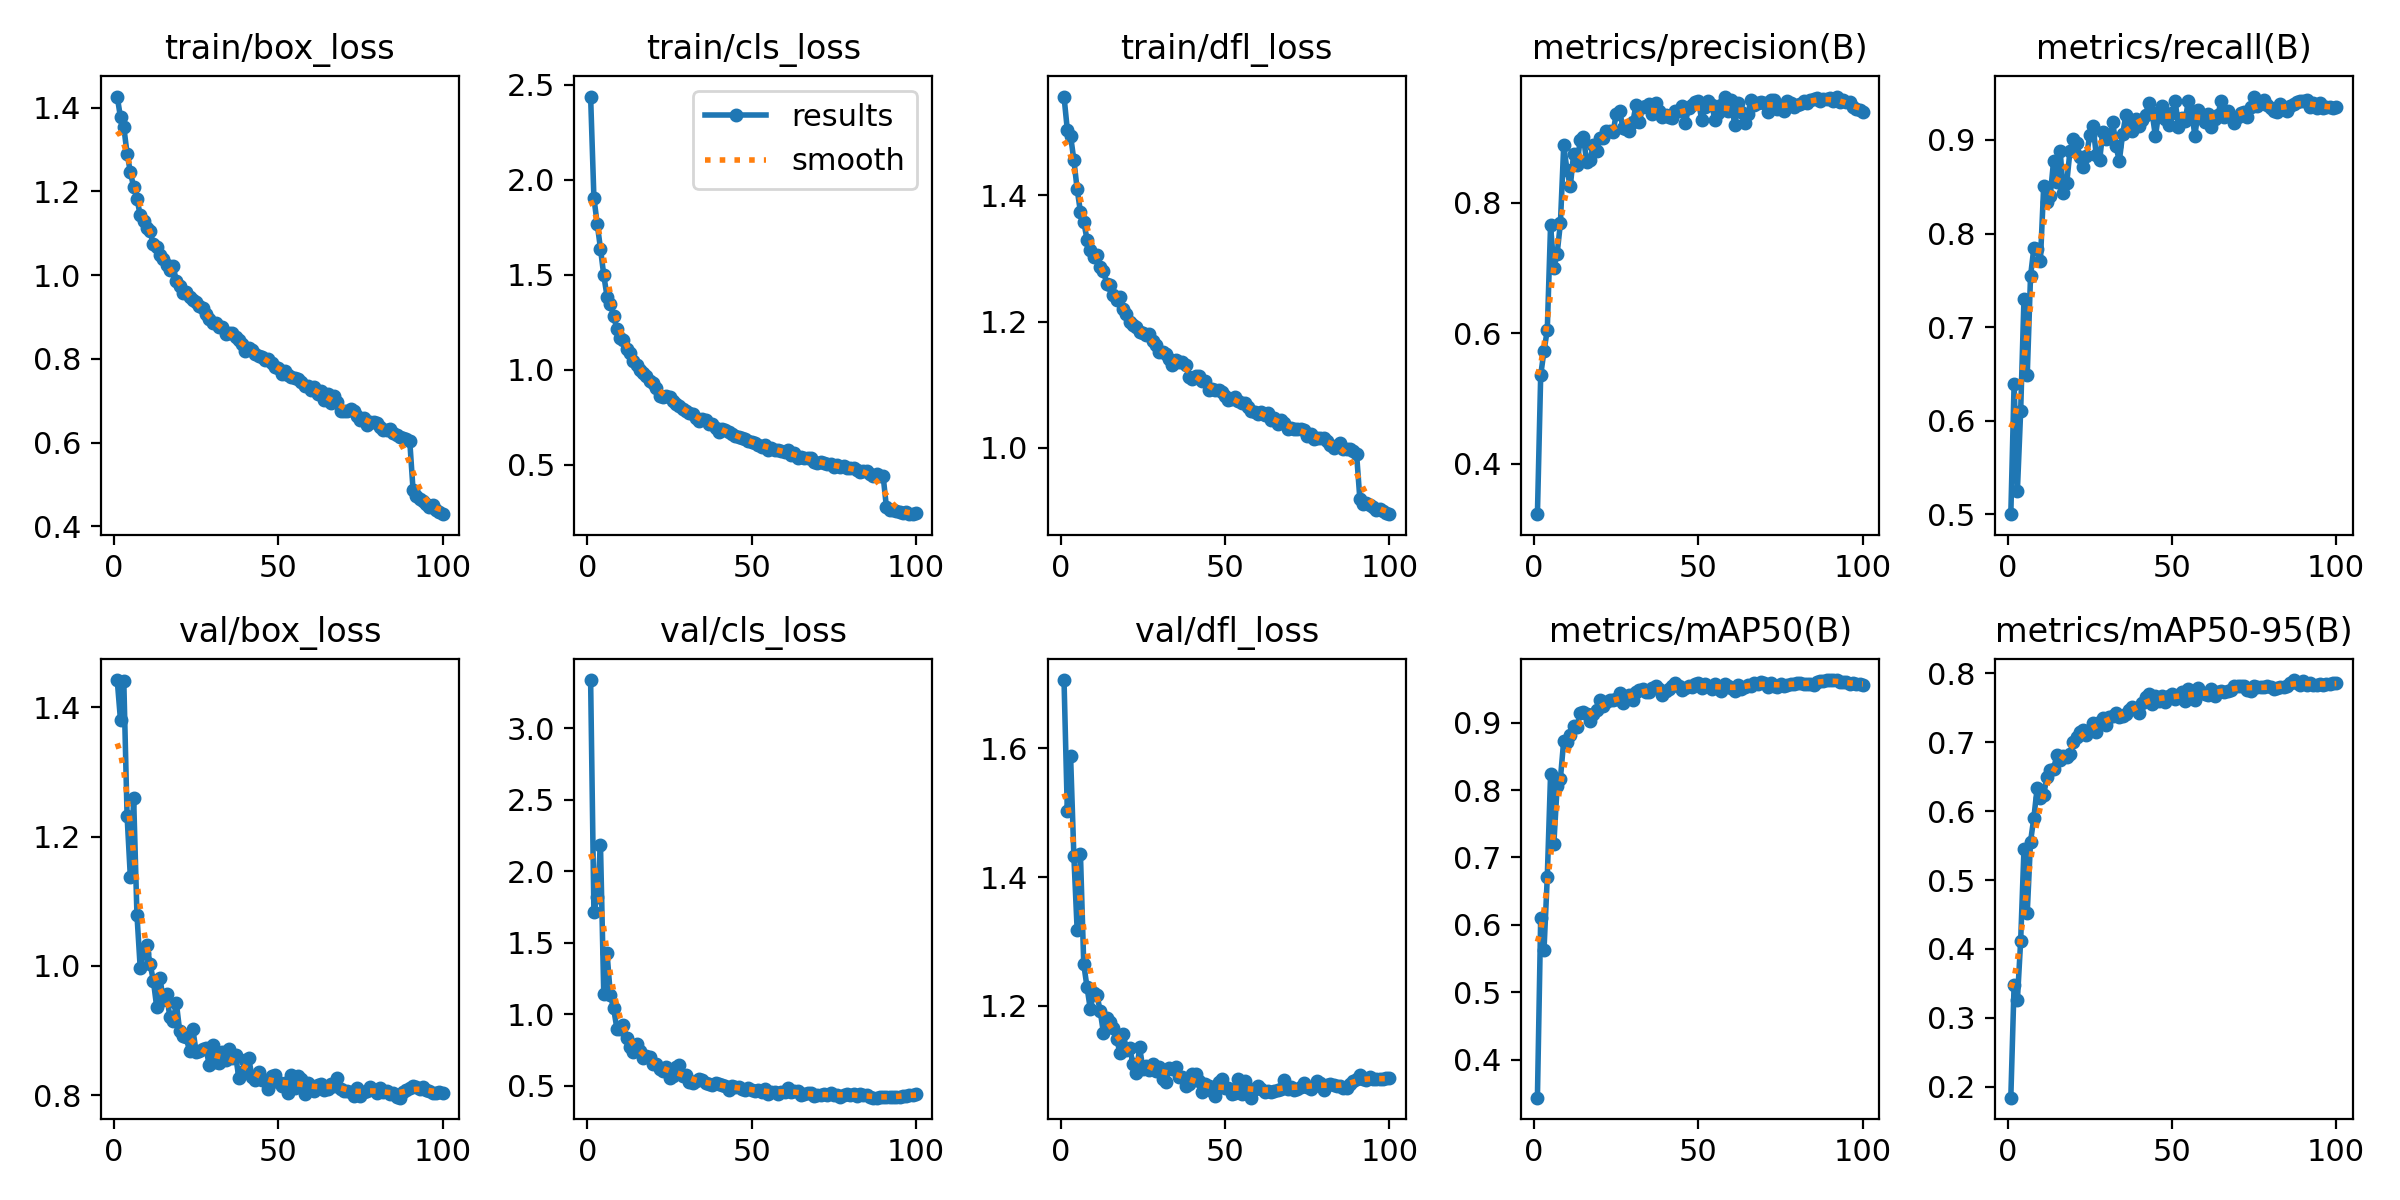 train/box_loss
1.4
1.2
1.0
0.8
0.6
0.4
0 50 100
train/cls_loss
results
smooth
2.5
2.0
1.5
1.0
0.5
0 50 100
train/dfl_loss
1.4
1.2
1.0
0 50 100
metrics/precision(B)
0.8
0.6
0.4
0 50 100
metrics/recall(B)
0.9
0.8
0.7
0.6
0.5
0 50 100
val/box_loss
1.4
1.2
1.0
0.8
0 50 100
val/cls_loss
3.0
2.5
2.0
1.5
1.0
0.5
0 50 100
val/dfl_loss
1.6
1.4
1.2
0 50 100
metrics/mAP50(B)
0.9
0.8
0.7
0.6
0.5
0.4
0 50 100
metrics/mAP50-95(B)
0.8
0.7
0.6
0.5
0.4
0.3
0.2
0 50 100